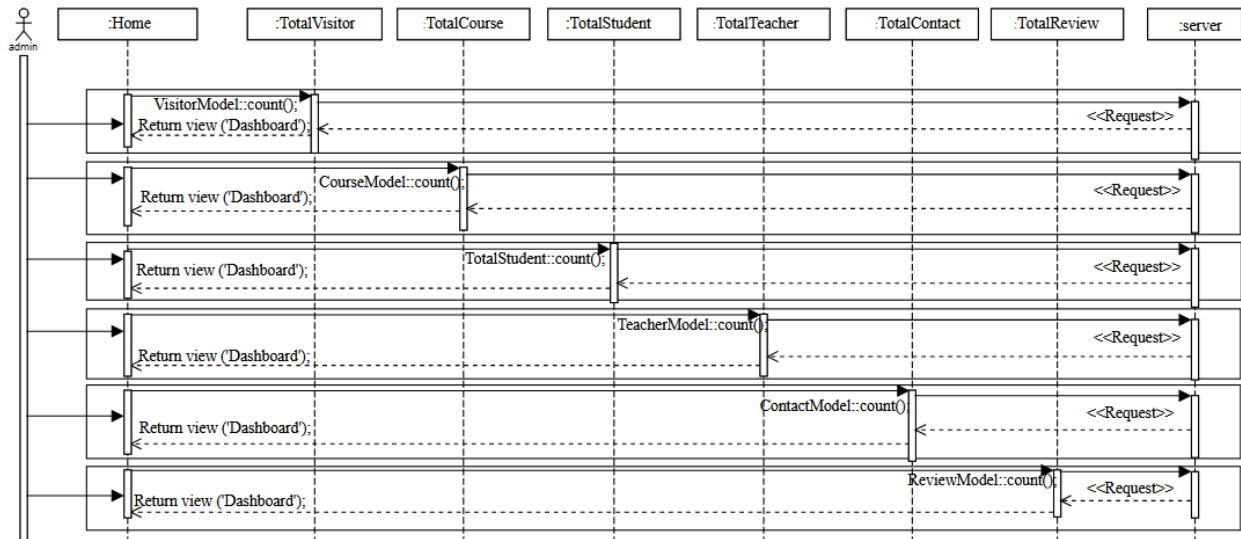 :Home
:TotalVisitor
:TotalCourse
:TotalStudent
:TotalTeacher
:TotalContact
:TotalReview
:server
admin
VisitorModel::count();
<<Request>>
Return view ('Dashboard');
CourseModel::count();
<<Request>>
Return view ('Dashboard');
TotalStudent::count();
<<Request>>
Return view ('Dashboard');
TeacherModel::count();
<<Request>>
Return view ('Dashboard');
ContactModel::count();
<<Request>>
Return view ('Dashboard');
ReviewModel::count();
<<Request>>
Return view ('Dashboard');